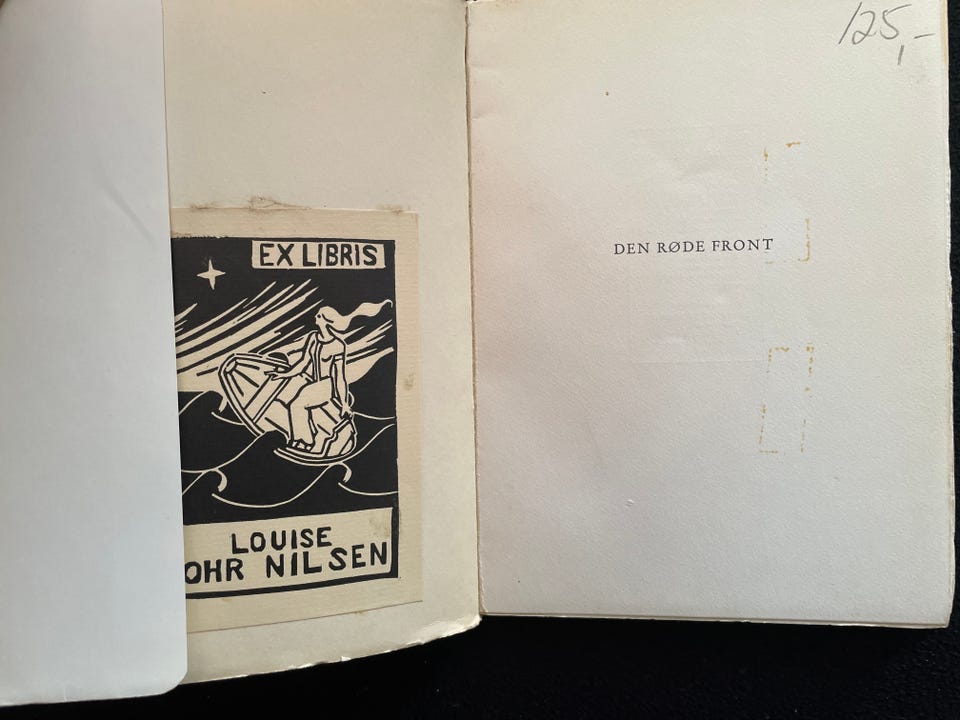 EX LIBRIS
LOUISE
OHR NILSEN
125,-
DEN RØDE FRONT